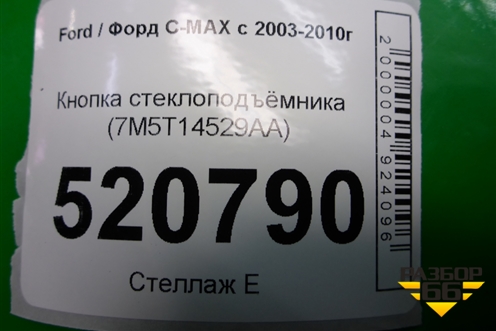 Ford / Форд C-MAX с 2003-2010г
Кнопка стеклоподъёмника
(7M5T14529AA)
520790
Стеллаж Е
2000004924096
РАЗБОР
66